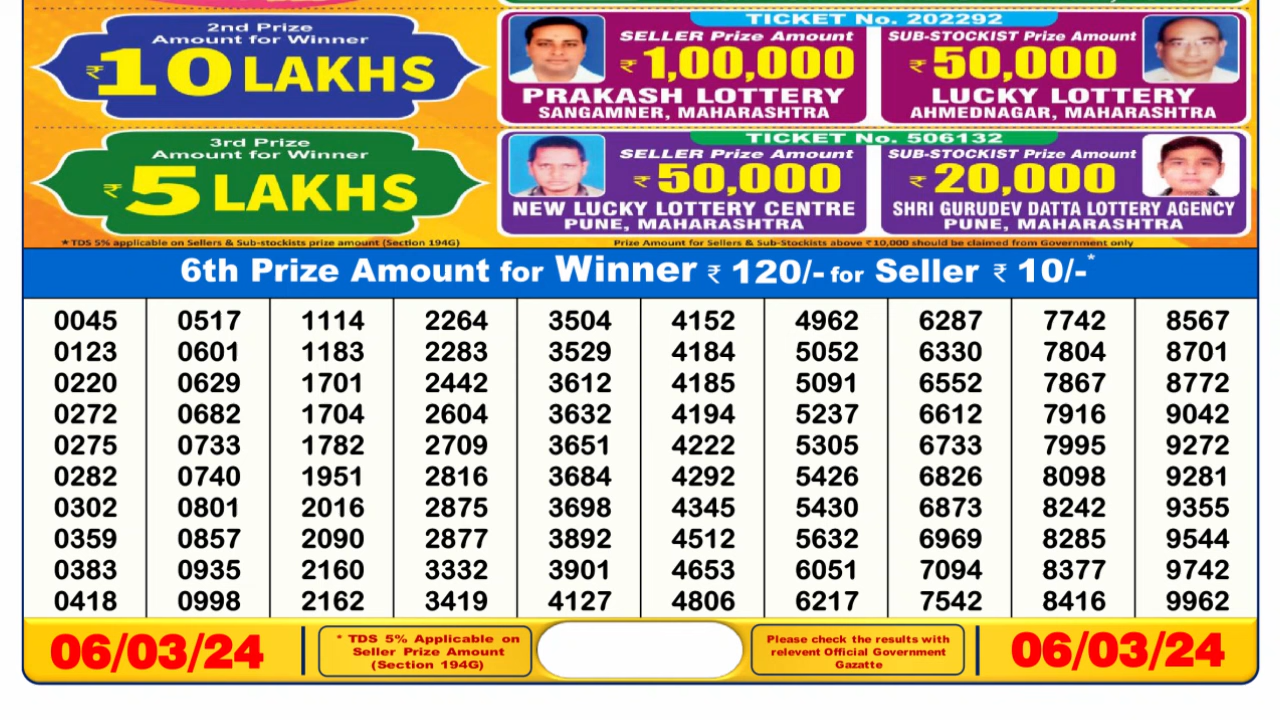 2nd Prize
Amount for Winner
₹ 10 LAKHS
TICKET No. 202292
SELLER Prize Amount
₹ 1,00,000
PRAKASH LOTTERY
SANGAMNER, MAHARASHTRA
SUB-STOCKIST Prize Amount
₹ 50,000
LUCKY LOTTERY
AHMEDNAGAR, MAHARASHTRA
3rd Prize
Amount for Winner
₹ 5 LAKHS
TICKET No. 506132
SELLER Prize Amount
₹ 50,000
NEW LUCKY LOTTERY CENTRE
PUNE, MAHARASHTRA
SUB-STOCKIST Prize Amount
₹ 20,000
SHRI GURUDEV DATTA LOTTERY AGENCY
PUNE, MAHARASHTRA
* TDS 5% applicable on Sellers & Sub-stockists prize amount (Section 194G)
Prize Amount for Sellers & Sub-Stockists above ₹ 10,000 should be claimed from Government only
6th Prize Amount for Winner ₹ 120/- for Seller ₹ 10/-*
0045 0517 1114 2264 3504 4152 4962 6287 7742 8567
0123 0601 1183 2283 3529 4184 5052 6330 7804 8701
0220 0629 1701 2442 3612 4185 5091 6552 7867 8772
0272 0682 1704 2604 3632 4194 5237 6612 7916 9042
0275 0733 1782 2709 3651 4222 5305 6733 7995 9272
0282 0740 1951 2816 3684 4292 5426 6826 8098 9281
0302 0801 2016 2875 3698 4345 5430 6873 8242 9355
0359 0857 2090 2877 3892 4512 5632 6969 8285 9544
0383 0935 2160 3332 3901 4653 6051 7094 8377 9742
0418 0998 2162 3419 4127 4806 6217 7542 8416 9962
06/03/24
* TDS 5% Applicable on
Seller Prize Amount
(Section 194G)
Please check the results with
relevent Official Government
Gazatte
06/03/24